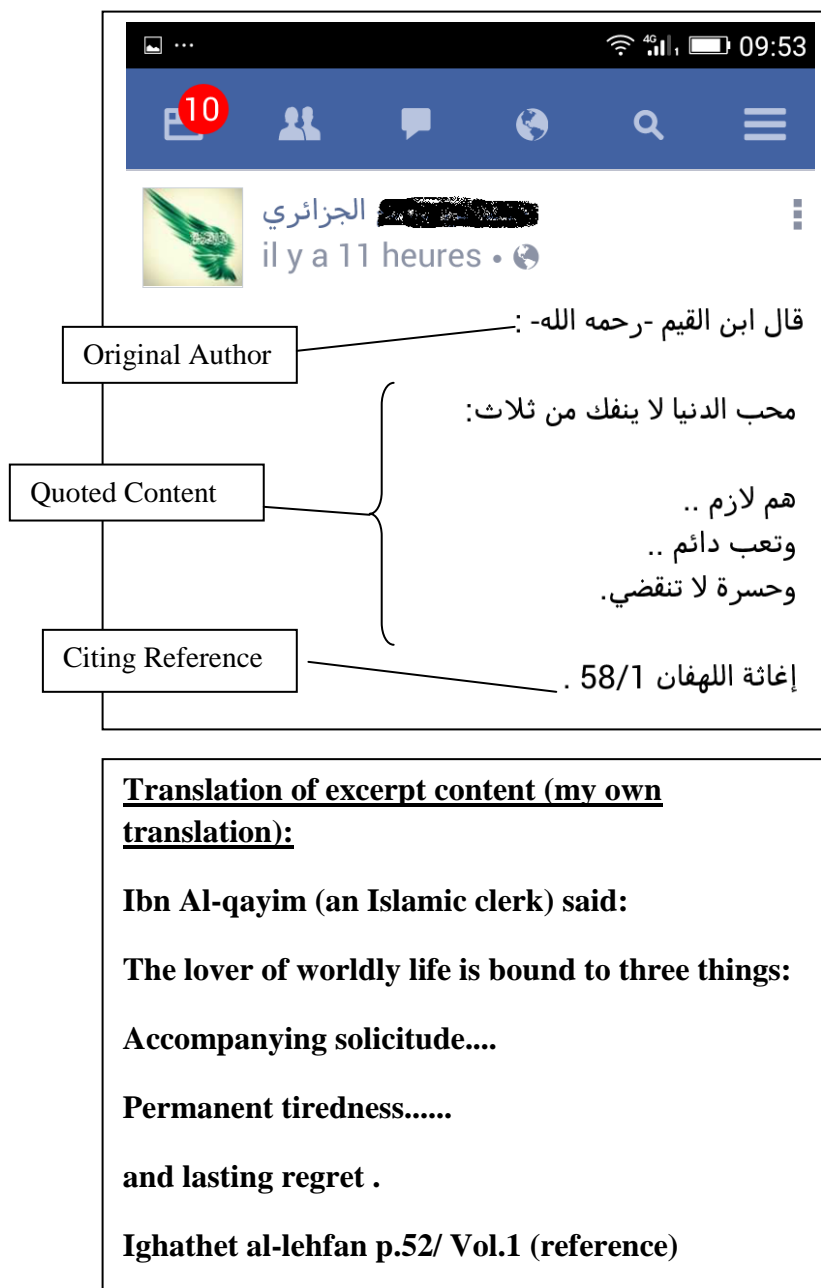 4G 1 09:53
10
الجزائري
il y a 11 heures •
قال ابن القيم -رحمه الله- :
Original Author
محب الدنيا لا ينفك من ثلاث:
Quoted Content
هم لازم ..
وتعب دائم ..
وحسرة لا تنقضي.
Citing Reference
إغاثة اللهفان 58/1 .
Translation of excerpt content (my own
translation):
Ibn Al-qayim (an Islamic clerk) said:
The lover of worldly life is bound to three things:
Accompanying solicitude....
Permanent tiredness......
and lasting regret .
Ighathet al-lehfan p.52/ Vol.1 (reference)